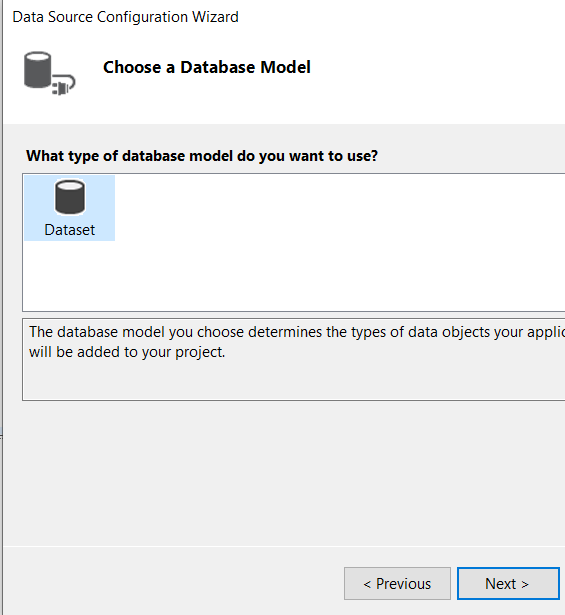 Data Source Configuration Wizard
Choose a Database Model
What type of database model do you want to use?
Dataset
The database model you choose determines the types of data objects your applic
will be added to your project.
< Previous
Next >